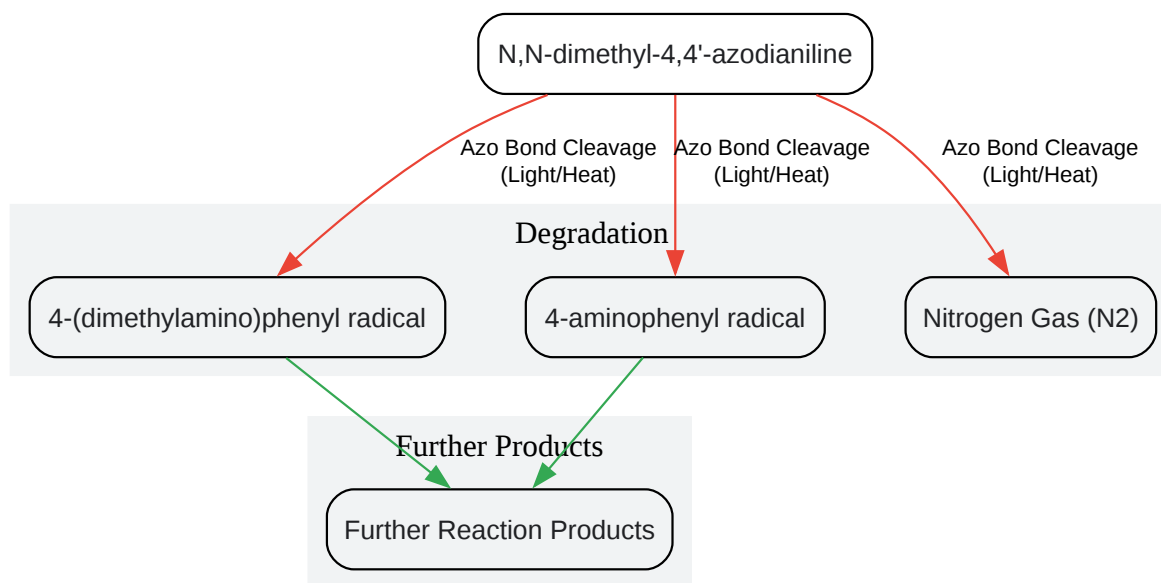 N,N-dimethyl-4,4'-azodianiline
Azo Bond Cleavage
(Light/Heat)
Azo Bond Cleavage
(Light/Heat)
Azo Bond Cleavage
(Light/Heat)
Degradation
4-(dimethylamino)phenyl radical
4-aminophenyl radical
Nitrogen Gas (N2)
Further Products
Further Reaction Products